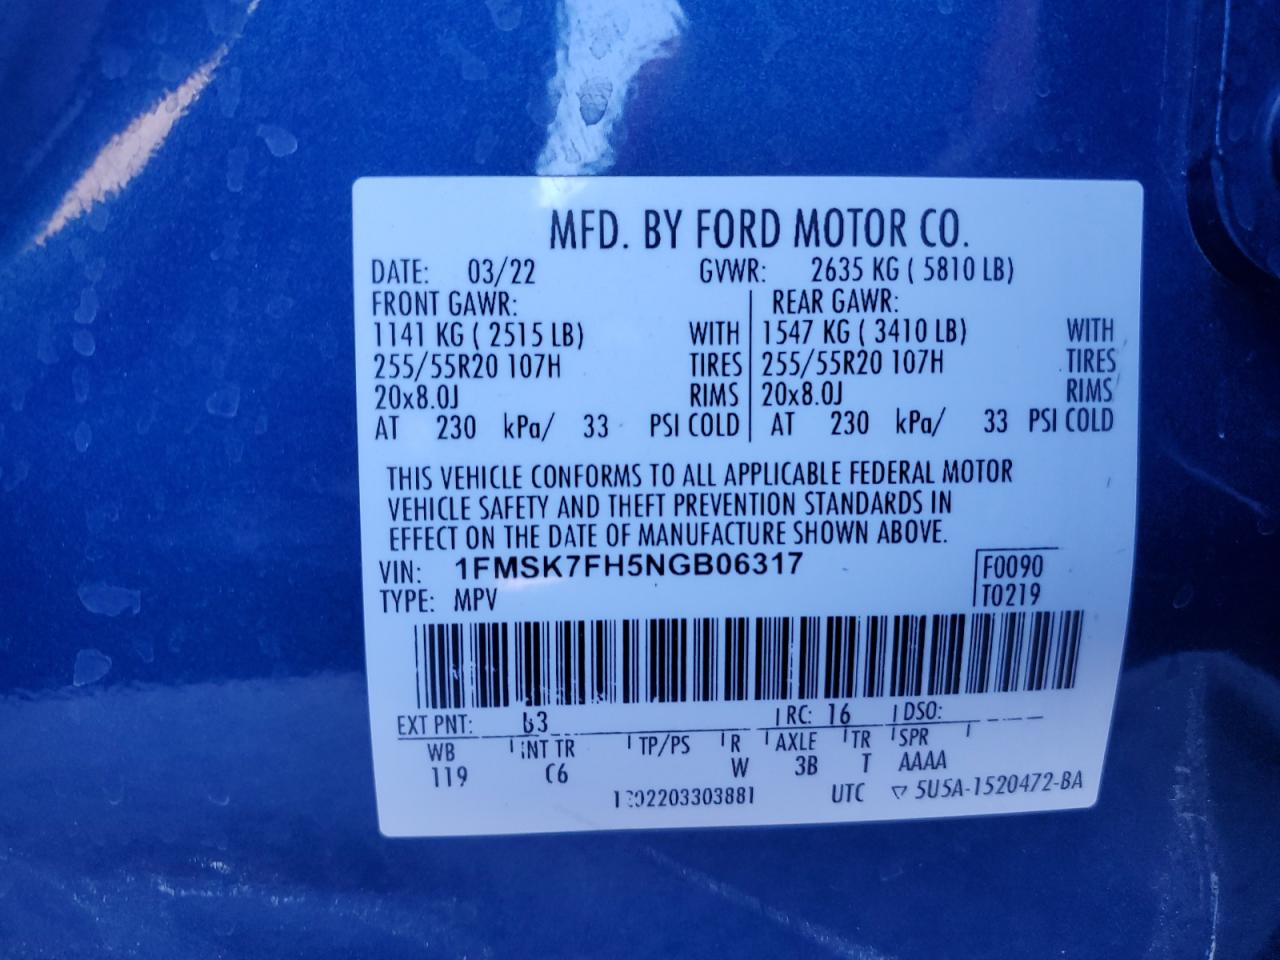 MFD. BY FORD MOTOR CO.
DATE: 03/22 GVWR: 2635 KG ( 5810 LB)
FRONT GAWR: REAR GAWR:
1141 KG ( 2515 LB) WITH 1547 KG ( 3410 LB) WITH
255/55R20 107H TIRES 255/55R20 107H TIRES
20x8.0J RIMS 20x8.0J RIMS
AT 230 kPa/ 33 PSI COLD AT 230 kPa/ 33 PSI COLD
THIS VEHICLE CONFORMS TO ALL APPLICABLE FEDERAL MOTOR
VEHICLE SAFETY AND THEFT PREVENTION STANDARDS IN
EFFECT ON THE DATE OF MANUFACTURE SHOWN ABOVE.
VIN: 1FMSK7FH5NGB06317 F0090
TYPE: MPV T0219
EXT PNT: RC: 16 DSO:
WB INT TR TP/PS R AXLE TR SPR
119 C6 W 3B T AAAA
UTC 5U5A-1520472-BA